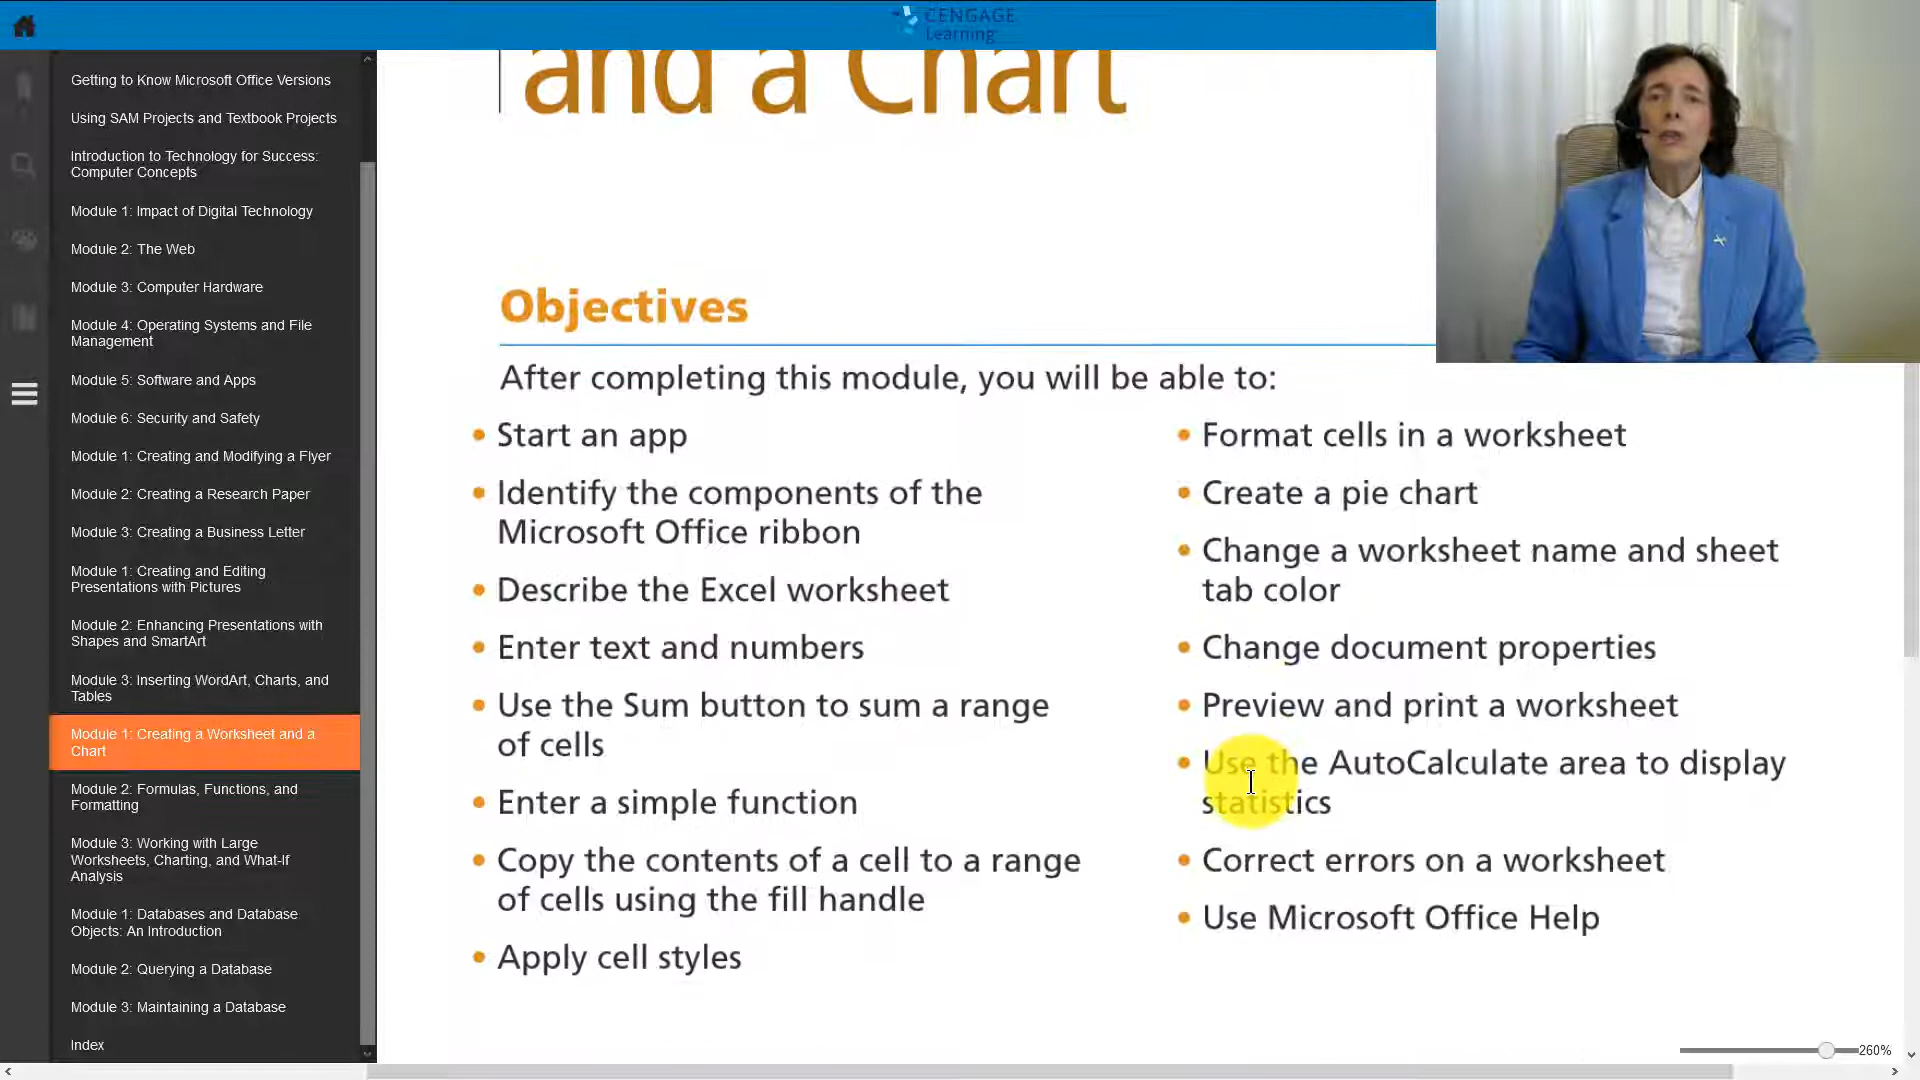 CENGAGE
Learning
Getting to Know Microsoft Office Versions
Using SAM Projects and Textbook Projects
Introduction to Technology for Success:
Computer Concepts
Module 1: Impact of Digital Technology
Module 2: The Web
Module 3: Computer Hardware
Module 4: Operating Systems and File
Management
Module 5: Software and Apps
Module 6: Security and Safety
Module 1: Creating and Modifying a Flyer
Module 2: Creating a Research Paper
Module 3: Creating a Business Letter
Module 1: Creating and Editing
Presentations with Pictures
Module 2: Enhancing Presentations with
Shapes and SmartArt
Module 3: Inserting WordArt, Charts, and
Tables
Module 1: Creating a Worksheet and a
Chart
Module 2: Formulas, Functions, and
Formatting
Module 3: Working with Large
Worksheets, Charting, and What-If
Analysis
Module 1: Databases and Database
Objects: An Introduction
Module 2: Querying a Database
Module 3: Maintaining a Database
Index
and a Chart
Objectives
After completing this module, you will be able to:
• Start an app
• Identify the components of the
Microsoft Office ribbon
• Describe the Excel worksheet
• Enter text and numbers
• Use the Sum button to sum a range
of cells
• Enter a simple function
• Copy the contents of a cell to a range
of cells using the fill handle
• Apply cell styles
• Format cells in a worksheet
• Create a pie chart
• Change a worksheet name and sheet
tab color
• Change document properties
• Preview and print a worksheet
• Use the AutoCalculate area to display
statistics
• Correct errors on a worksheet
• Use Microsoft Office Help
260%